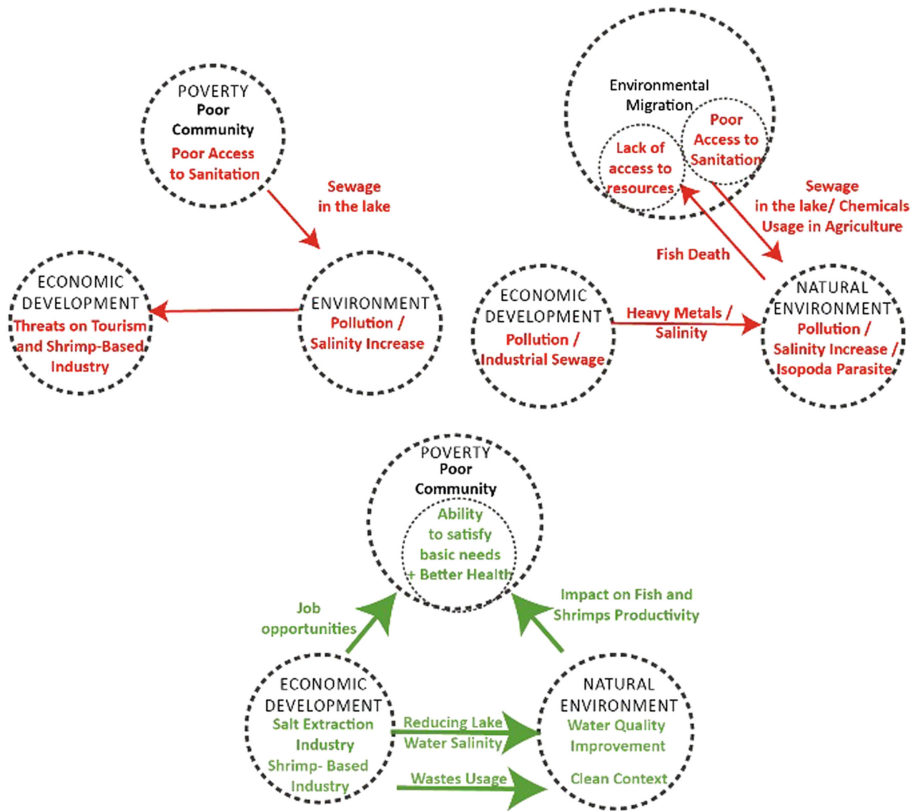 POVERTY
Poor
Community
Poor Access
to Sanitation
Sewage
in the lake
ECONOMIC
DEVELOPMENT
Threats on Tourism
and Shrimp-Based
Industry
ENVIRONMENT
Pollution /
Salinity Increase
Environmental
Migration
Lack of
access to
resources
Poor
Access to
Sanitation
Sewage
in the lake/ Chemicals
Usage in Agriculture
Fish Death
ECONOMIC
DEVELOPMENT
Pollution /
Industrial Sewage
Heavy Metals /
Salinity
NATURAL
ENVIRONMENT
Pollution /
Salinity Increase /
Isopoda Parasite
POVERTY
Poor
Community
Ability
to satisfy
basic needs
+ Better Health
Job
opportunities
Impact on Fish and
Shrimps Productivity
ECONOMIC
DEVELOPMENT
Salt Extraction
Industry
Shrimp- Based
Industry
Reducing Lake
Water Salinity
Wastes Usage
NATURAL
ENVIRONMENT
Water Quality
Improvement
Clean Context